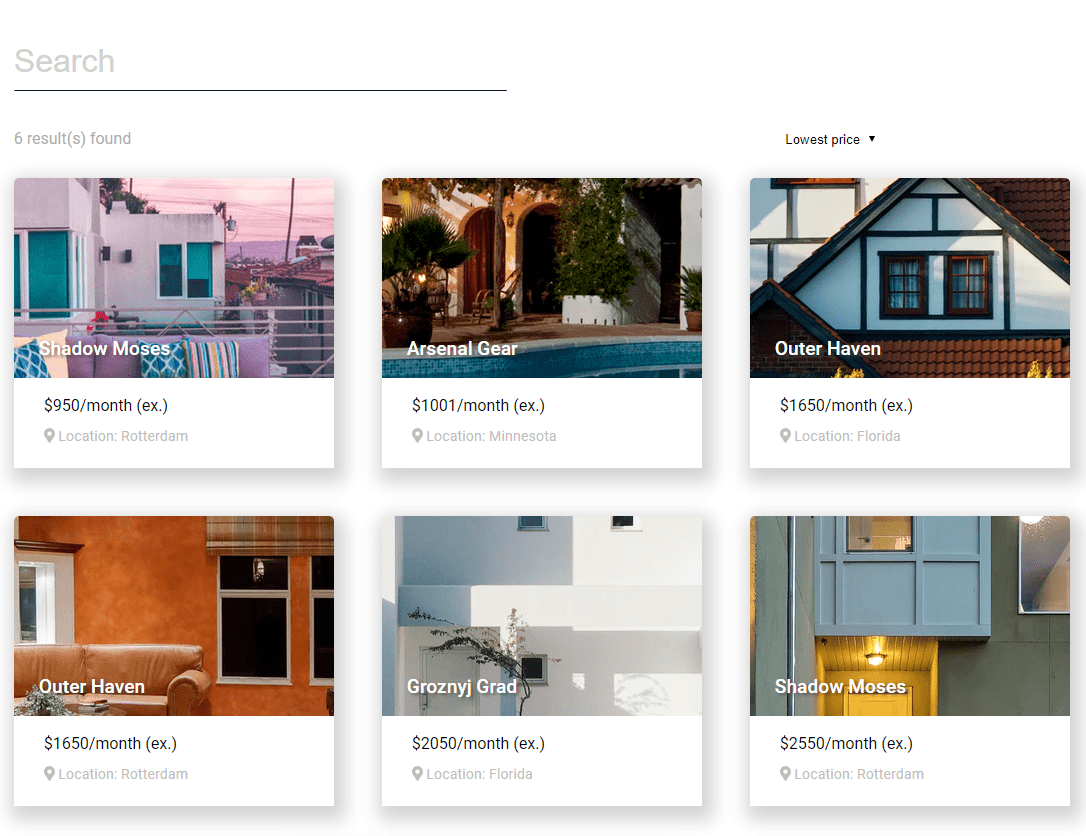 Search
6 result(s) found
Lowest price
Shadow Moses
$950/month (ex.)
Location: Rotterdam
Arsenal Gear
$1001/month (ex.)
Location: Minnesota
Outer Haven
$1650/month (ex.)
Location: Florida
Outer Haven
$1650/month (ex.)
Location: Rotterdam
Groznyj Grad
$2050/month (ex.)
Location: Florida
Shadow Moses
$2550/month (ex.)
Location: Rotterdam